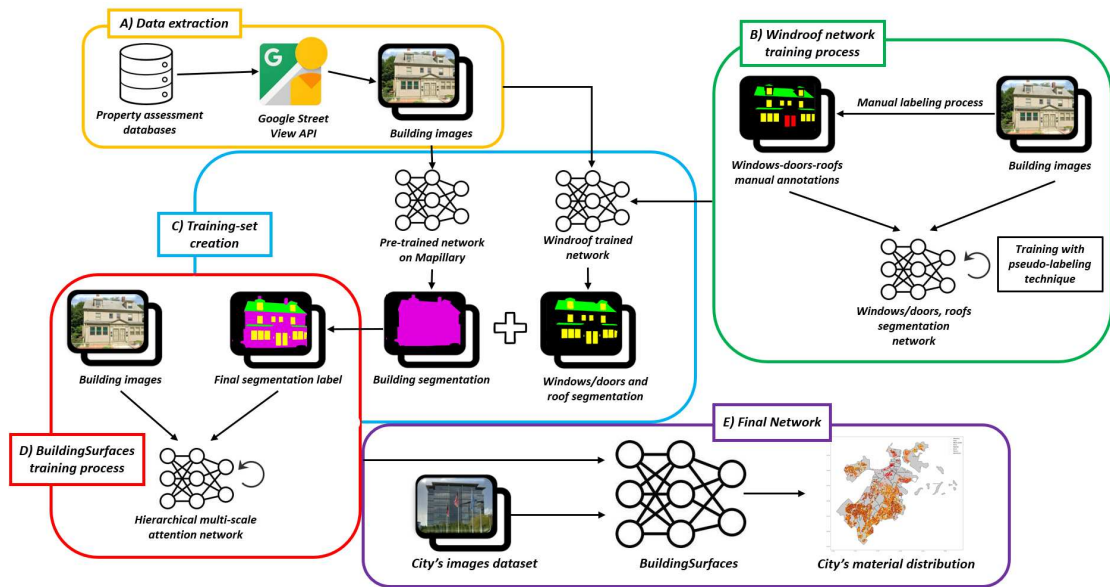 A) Data extraction
Property assessment
databases
Google Street
View API
Building images
B) Windroof network
training process
Manual labeling process
Windows-doors-roofs
manual annotations
Building images
Training with
pseudo-labeling
technique
Windows/doors, roofs
segmentation
network
C) Training-set
creation
Pre-trained network
on Mapillary
Windroof trained
network
Building segmentation
Windows/doors and
roof segmentation
Building images
Final segmentation label
D) BuildingSurfaces
training process
Hierarchical multi-scale
attention network
E) Final Network
City's images dataset
BuildingSurfaces
City's material distribution